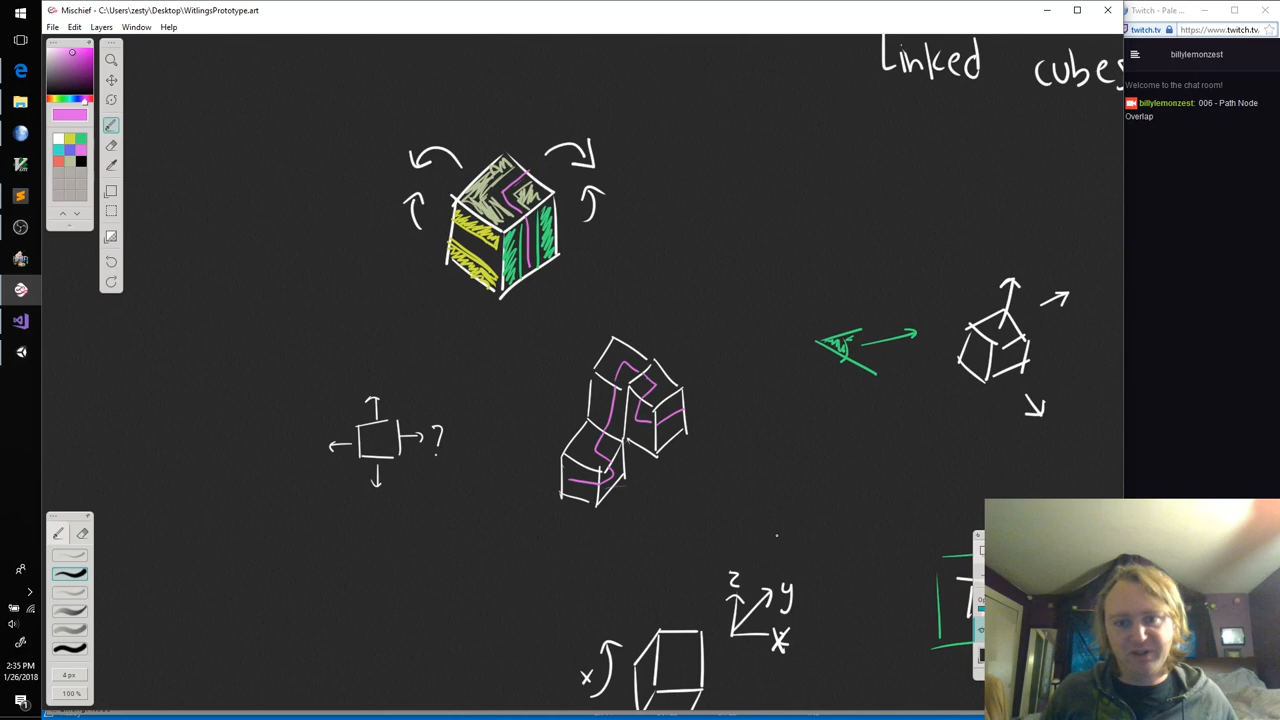 Mischief - C:\Users\zesty\Desktop\WitlingsPrototype.art
Twitch - Pale
File Edit Layers Window Help
twitch.tv https://www.twitch.tv
billylemonzest
Welcome to the chat room!
billylemonzest: 006 - Path Node
Overlap
Linked cubes
?
z
y
x
x
4 px
100 %
2:35 PM
1/26/2018